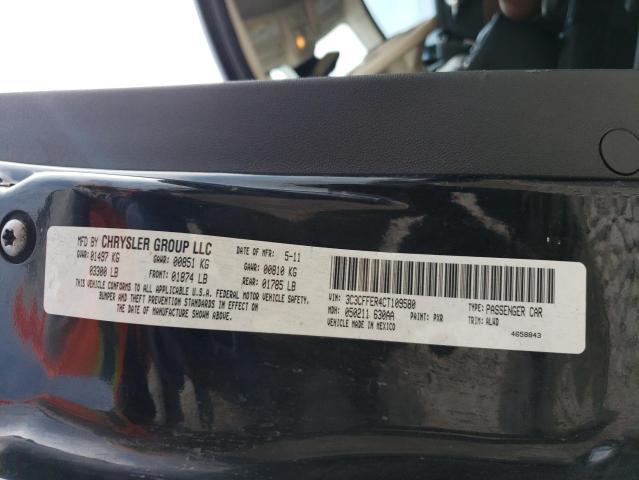 MFD BY CHRYSLER GROUP LLC DATE OF MFR: 5-11
GVWR: 01497 KG GAWR: 00851 KG GAWR: 00810 KG
03300 LB FRONT: 01874 LB REAR: 01785 LB
THIS VEHICLE CONFORMS TO ALL APPLICABLE U.S.A. FEDERAL MOTOR VEHICLE SAFETY,
BUMPER AND THEFT PREVENTION STANDARDS IN EFFECT ON
THE DATE OF MANUFACTURE SHOWN ABOVE.
VIN: 3C3CFFER4CT109580 TYPE: PASSENGER CAR
MDH: 050211 630AA PAINT: PXR TRIM: ALXD
VEHICLE MADE IN MEXICO 4658843